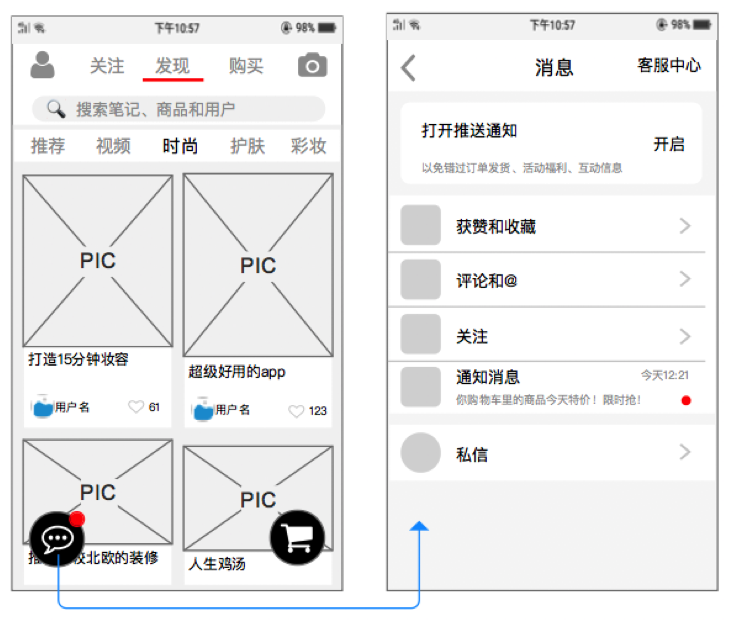 下午10:57
98%
关注 发现 购买
搜索笔记、商品和用户
推荐 视频 时尚 护肤 彩妆
PIC
打造15分钟妆容
用户名
61
PIC
超级好用的app
用户名
123
PIC
北欧的装修
PIC
人生鸡汤
下午10:57
98%
消息
客服中心
打开推送通知
开启
以免错过订单发货、活动福利、互动信息
获赞和收藏
评论和@
关注
通知消息
今天12:21
你购物车里的商品今天特价！限时抢！
私信